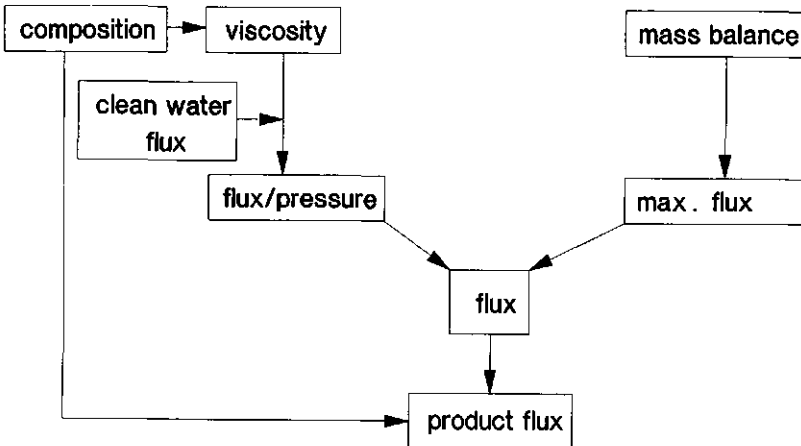 composition
viscosity
mass balance
clean water
flux
flux/pressure
max. flux
flux
product flux